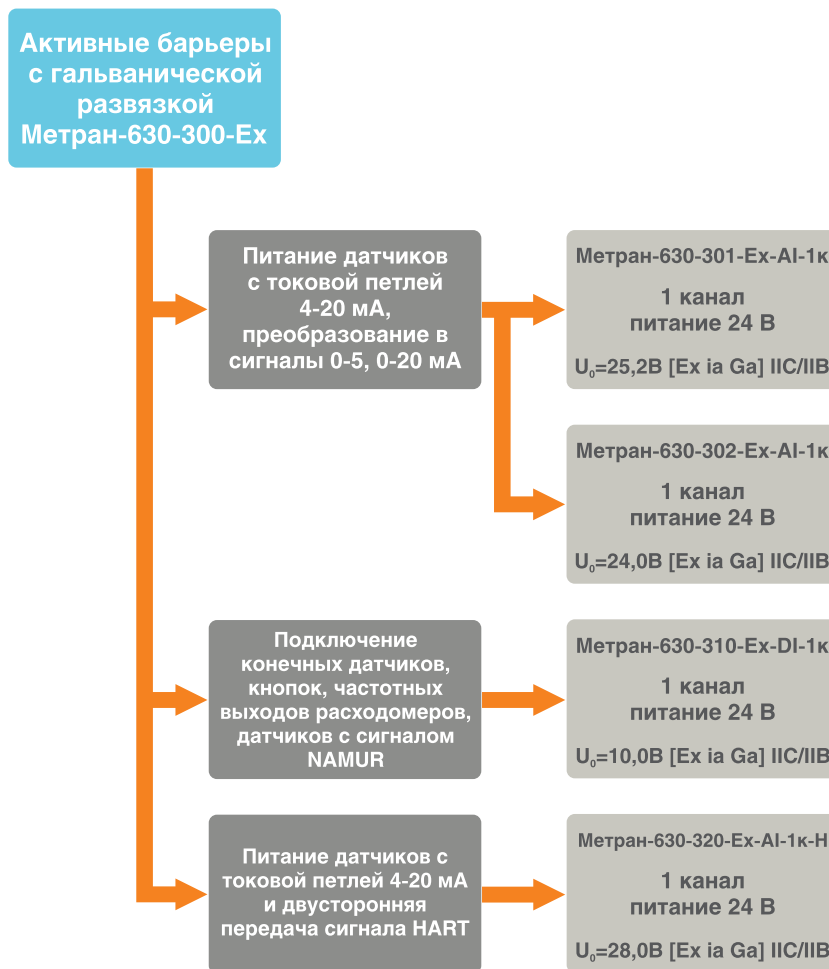 Активные барьеры
с гальванической
развязкой
Метран-630-300-Ex
Питание датчиков
с токовой петлей
4-20 мА,
преобразование в
сигналы 0-5, 0-20 мА
Метран-630-301-Ex-AI-1к
1 канал
питание 24 В
U₀=25,2В [Ex ia Ga] IIC/IIB
Метран-630-302-Ex-AI-1к
1 канал
питание 24 В
U₀=24,0В [Ex ia Ga] IIC/IIB
Подключение
конечных датчиков,
кнопок, частотных
выходов расходомеров,
датчиков с сигналом
NAMUR
Метран-630-310-Ex-DI-1к
1 канал
питание 24 В
U₀=10,0В [Ex ia Ga] IIC/IIB
Питание датчиков с
токовой петлей 4-20 мА
и двусторонняя
передача сигнала HART
Метран-630-320-Ex-AI-1к-H
1 канал
питание 24 В
U₀=28,0В [Ex ia Ga] IIC/IIB